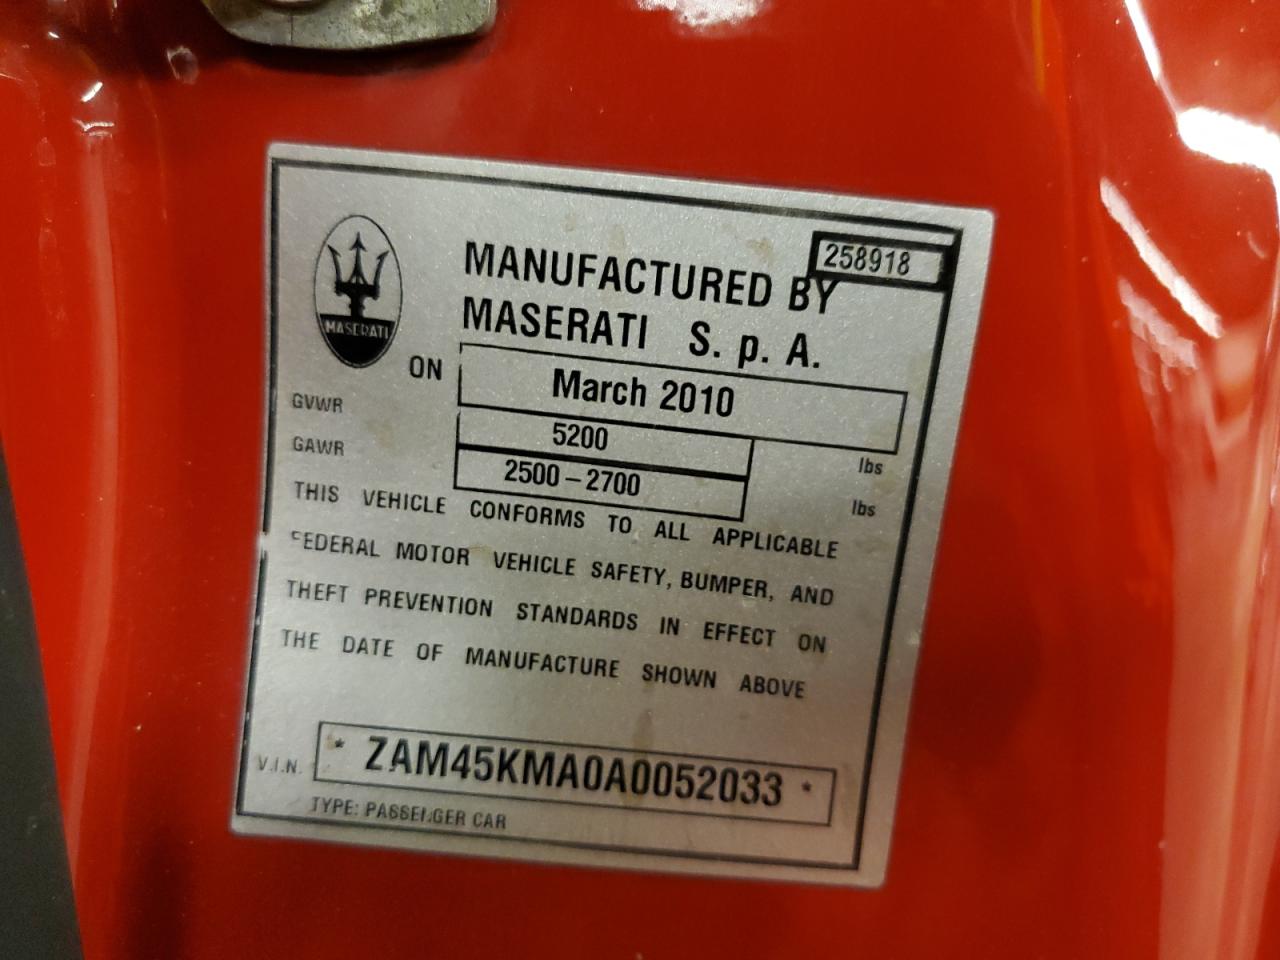 258918
MANUFACTURED BY
MASERATI S. p. A.
MASERATI
ON March 2010
GVWR 5200 lbs
GAWR 2500-2700 lbs
THIS VEHICLE CONFORMS TO ALL APPLICABLE
FEDERAL MOTOR VEHICLE SAFETY, BUMPER, AND
THEFT PREVENTION STANDARDS IN EFFECT ON
THE DATE OF MANUFACTURE SHOWN ABOVE
V.I.N. * ZAM45KMA0A0052033 *
TYPE: PASSENGER CAR